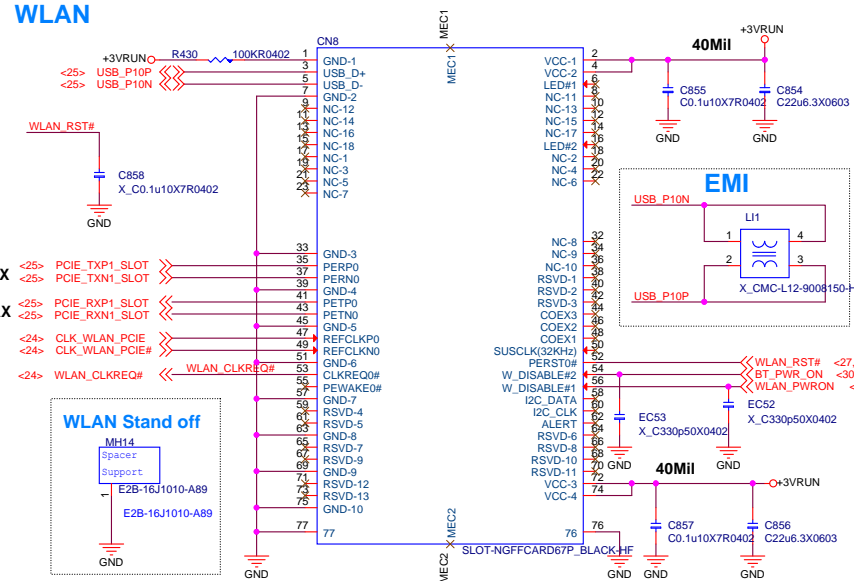 WLAN
CN8
MEC1
MEC1
+3VRUN
R430
100KR0402
<25> USB_P10P
<25> USB_P10N
1 GND-1
3 USB_D+
5 USB_D-
7 GND-2
9 NC-12
11 NC-14
13 NC-16
15 NC-18
17 NC-1
19 NC-3
21 NC-5
23 NC-7
33 GND-3
35 PERP0
37 PERN0
39 GND-4
41 PETP0
43 PETN0
45 GND-5
47 REFCLKP0
49 REFCLKN0
51 GND-6
53 CLKREQ0#
55 PEWAKE0#
57 GND-7
59 RSVD-4
61 RSVD-5
63 GND-8
65 RSVD-7
67 RSVD-9
69 GND-9
71 RSVD-12
73 RSVD-13
75 GND-10
77 77
VCC-1 2
VCC-2 4
LED#1 6
NC-11 8
NC-13 10
NC-15 12
NC-17 14
LED#2 16
NC-2 18
NC-4 20
NC-6 22
NC-8 32
NC-9 34
NC-10 36
RSVD-1 38
RSVD-2 40
RSVD-3 42
COEX3 44
COEX2 46
COEX1 48
SUSCLK(32KHz) 50
PERST0# 52
W_DISABLE#2 54
W_DISABLE#1 56
I2C_DATA 58
I2C_CLK 60
ALERT 62
RSVD-6 64
RSVD-8 66
RSVD-10 68
RSVD-11 70
VCC-3 72
VCC-4 74
76 76
MEC2
MEC2
SLOT-NGFFCARD67P_BLACK-HF
WLAN_RST#
C858
X_C0.1u10X7R0402
GND
X
<25> PCIE_TXP1_SLOT
<25> PCIE_TXN1_SLOT
X
<25> PCIE_RXP1_SLOT
<25> PCIE_RXN1_SLOT
<24> CLK_WLAN_PCIE
<24> CLK_WLAN_PCIE#
<24> WLAN_CLKREQ#
WLAN_CLKREQ#
WLAN Stand off
MH14
Spacer
Support
1
E2B-16J1010-A89
E2B-16J1010-A89
GND
GND
40Mil
+3VRUN
C855
C0.1u10X7R0402
C854
C22u6.3X0603
GND
GND
EMI
USB_P10N
LI1
1
4
2
3
X_CMC-L12-9008150-H
USB_P10P
WLAN_RST# <27,
BT_PWR_ON <30
WLAN_PWRON <
EC53
X_C330p50X0402
EC52
X_C330p50X0402
GND
GND
40Mil
+3VRUN
C857
C0.1u10X7R0402
C856
C22u6.3X0603
GND
GND
GND